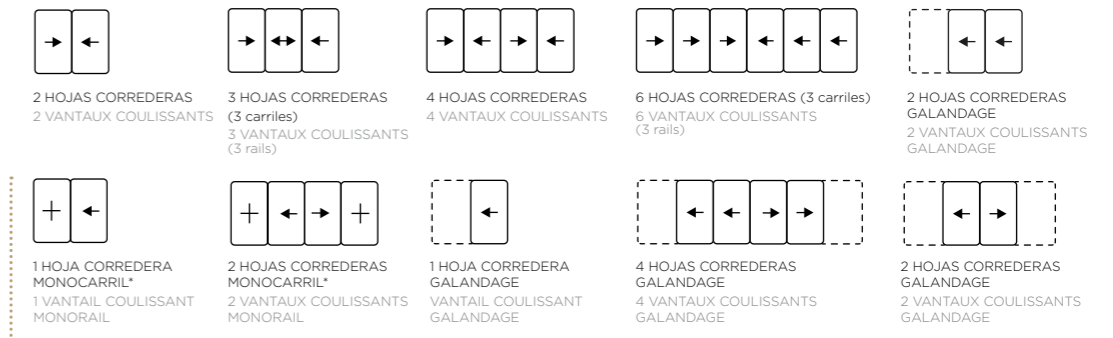 2 HOJAS CORREDERAS
2 VANTAUX COULISSANTS
3 HOJAS CORREDERAS
(3 carriles)
3 VANTAUX COULISSANTS
(3 rails)
4 HOJAS CORREDERAS
4 VANTAUX COULISSANTS
6 HOJAS CORREDERAS (3 carriles)
6 VANTAUX COULISSANTS
(3 rails)
2 HOJAS CORREDERAS
GALANDAGE
2 VANTAUX COULISSANTS
GALANDAGE
1 HOJA CORREDERA
MONOCARRIL*
1 VANTAIL COULISSANT
MONORAIL
2 HOJAS CORREDERAS
MONOCARRIL*
2 VANTAUX COULISSANTS
MONORAIL
1 HOJA CORREDERA
GALANDAGE
VANTAIL COULISSANT
GALANDAGE
4 HOJAS CORREDERAS
GALANDAGE
4 VANTAUX COULISSANTS
GALANDAGE
2 HOJAS CORREDERAS
GALANDAGE
2 VANTAUX COULISSANTS
GALANDAGE